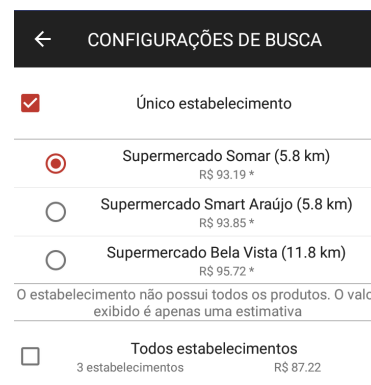 CONFIGURAÇÕES DE BUSCA
Único estabelecimento
Supermercado Somar (5.8 km)
R$ 93.19 *
Supermercado Smart Araújo (5.8 km)
R$ 93.85 *
Supermercado Bela Vista (11.8 km)
R$ 95.72 *
O estabelecimento não possui todos os produtos. O valo
exibido é apenas uma estimativa
Todos estabelecimentos
3 estabelecimentos R$ 87.22